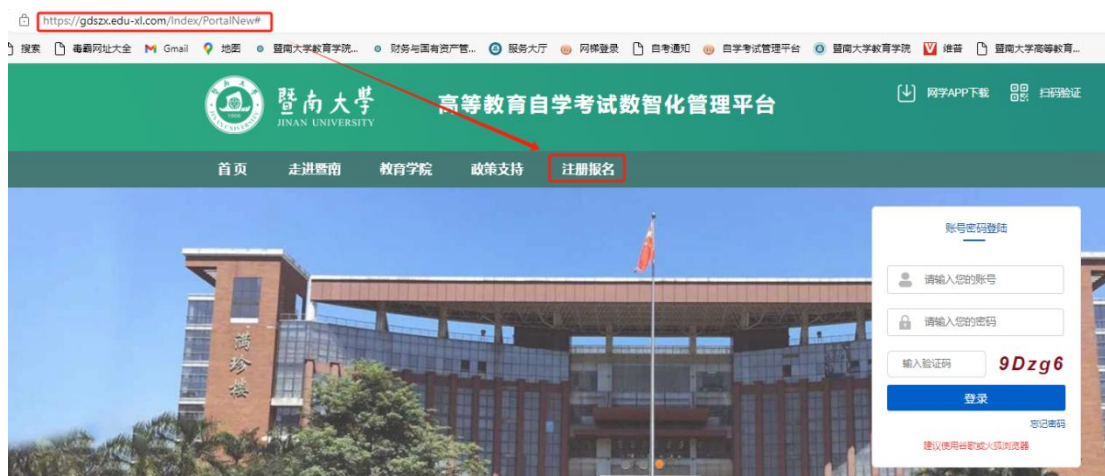 https://gdszx.edu-xl.com/Index/PortalNew#
搜索 毒霸网址大全 Gmail 地图 暨南大学教育学院... 财务与国有资产管... 服务大厅 网梯登录 自考通知 自学考试管理平台 暨南大学教育学院 维普 暨南大学高等教育...
暨南大學 高等教育自学考试数智化管理平台 网学APP下载 扫码验证
JINAN UNIVERSITY
1906
首页 走进暨南 教育学院 政策支持 注册报名
账号密码登陆
请输入您的账号
请输入您的密码
输入验证码 9Dzg6
登录
忘记密码
建议使用谷歌或火狐浏览器
满珍楼